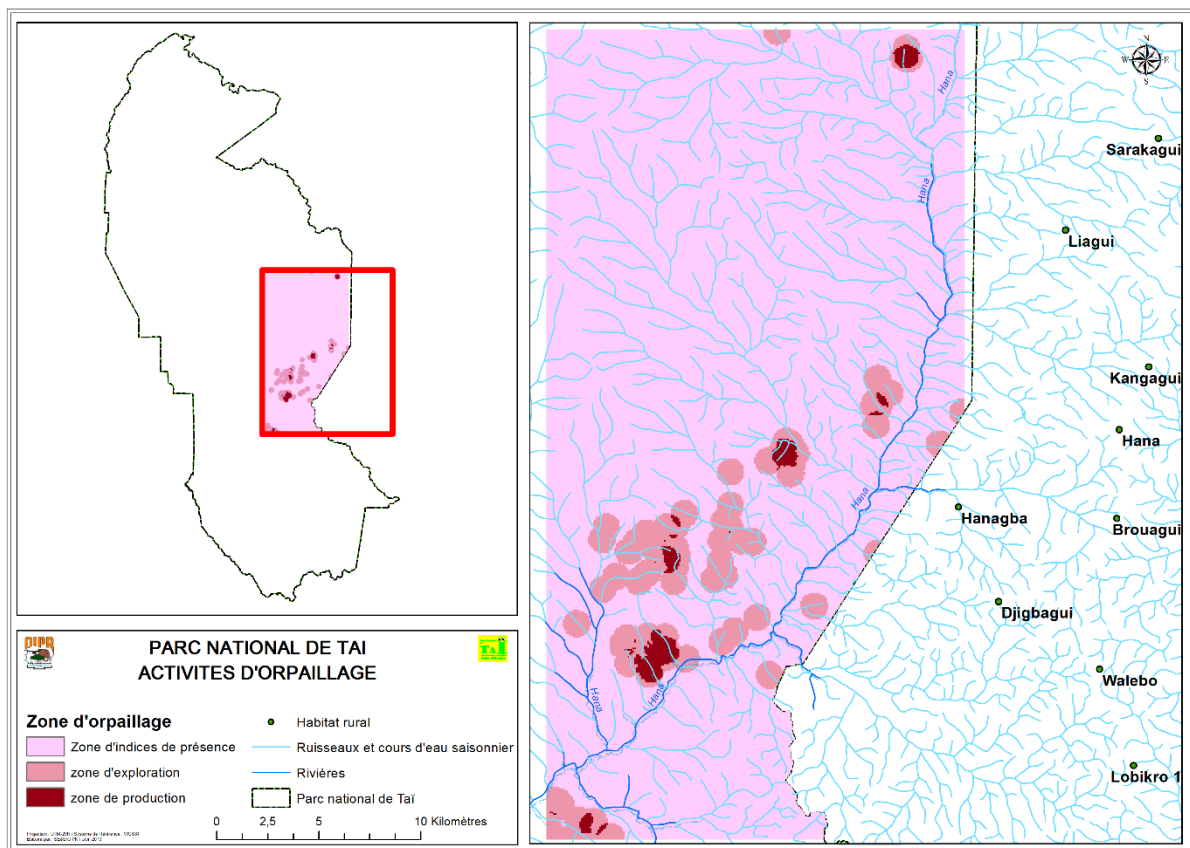 PARC NATIONAL DE TAI
ACTIVITES D'ORPAILLAGE
Zone d'orpaillage
Zone d'indices de présence
zone d'exploration
zone de production
Habitat rural
Ruisseaux et cours d'eau saisonnier
Rivières
Parc national de Taï
0 2,5 5 10 Kilomètres
N
W E
S
Hana
Sarakagui
Hana
Liagui
Kangagui
Hana
Hana
Hanagba
Brouagui
Djigbagui
Walebo
Hana
Hana
Lobikro 1